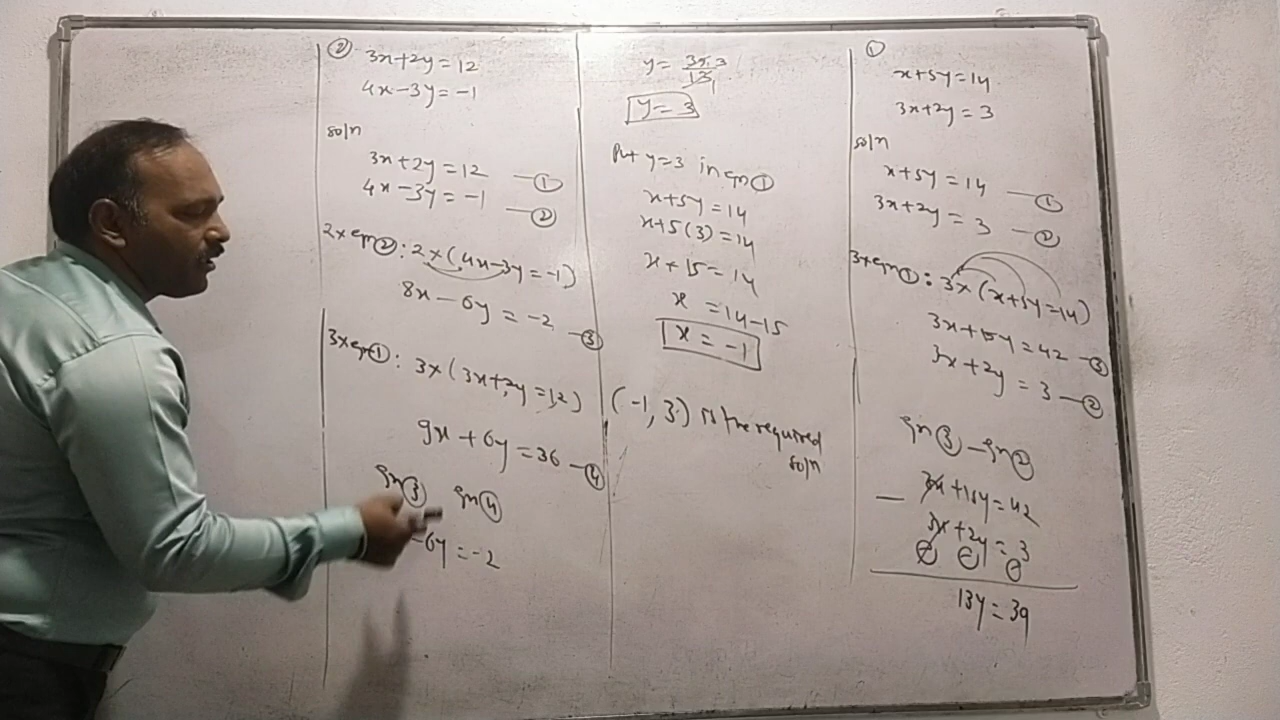 ①
x+5y=14
3x+2y=3
soln
x+5y=14 —①
3x+2y=3 —②
3×eqn①: 3×(x+5y=14)
3x+15y=42 —③
3x+2y=3 —②
eqn③ - eqn②
3x+15y=42
— 3x+2y=3
⊖ ⊖ ⊖
13y=39
y=39 3/13 1
y=3
Put y=3 in eqn①
x+5y=14
x+5(3)=14
x+15=14
x =14-15
x=-1
(-1, 3) is the required
soln
②
3x+2y=12
4x-3y=-1
soln
3x+2y=12 —①
4x-3y=-1 —②
2×eqn②: 2×(4x-3y=-1)
8x-6y=-2 —③
3×eqn①: 3×(3x+2y=12)
9x+6y=36 —④
eqn③ eqn④
-6y=-2